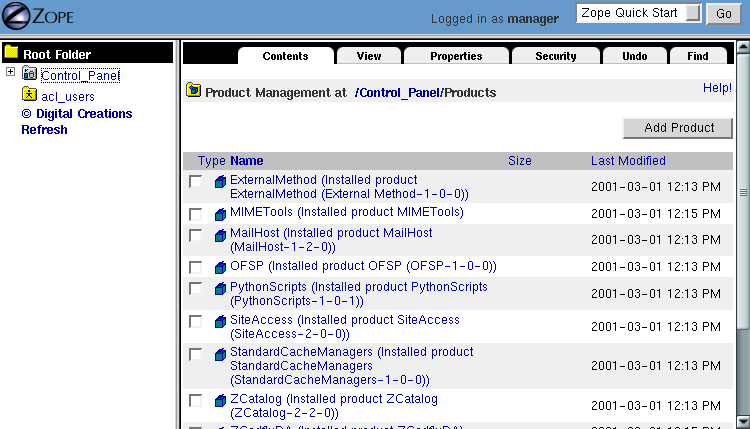 ZOPE
Logged in as manager
Zope Quick Start
Go
Root Folder
Control_Panel
acl_users
© Digital Creations
Refresh
Contents View Properties Security Undo Find
Product Management at /Control_Panel/Products
Help!
Add Product
Type Name Size Last Modified
ExternalMethod (Installed product
ExternalMethod (External Method-1-0-0))
2001-03-01 12:13 PM
MIMETools (Installed product MIMETools) 2001-03-01 12:15 PM
MailHost (Installed product MailHost
(MailHost-1-2-0))
2001-03-01 12:13 PM
OFSP (Installed product OFSP (OFSP-1-0-0)) 2001-03-01 12:13 PM
PythonScripts (Installed product PythonScripts
(PythonScripts-1-0-1))
2001-03-01 12:13 PM
SiteAccess (Installed product SiteAccess
(SiteAccess-2-0-0))
2001-03-01 12:13 PM
StandardCacheManagers (Installed product
StandardCacheManagers
(StandardCacheManagers-1-0-0))
2001-03-01 12:13 PM
ZCatalog (Installed product ZCatalog
(ZCatalog-2-2-0))
2001-03-01 12:13 PM